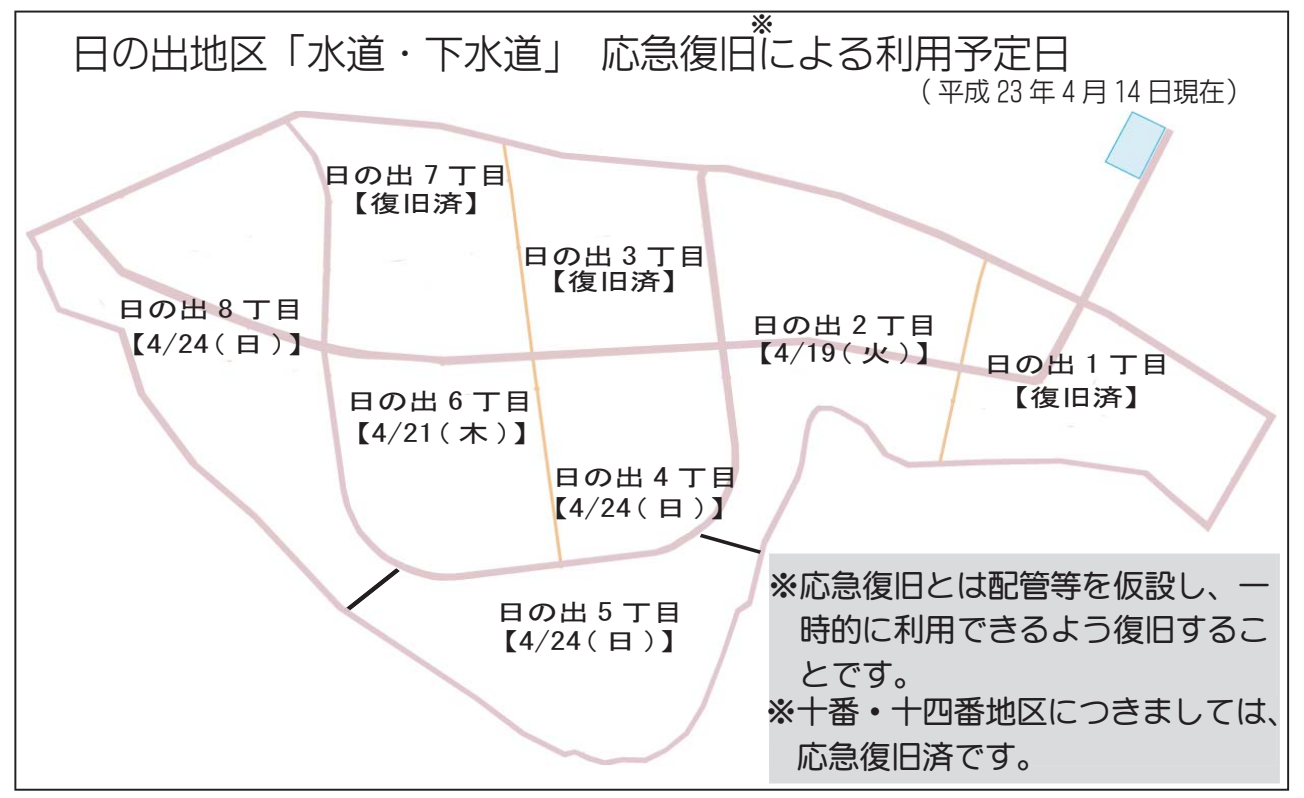 ※
日の出地区「水道・下水道」 応急復旧による利用予定日
(平成23年4月14日現在)
日の出7丁目
【復旧済】
日の出3丁目
【復旧済】
日の出8丁目
【4/24(日)】
日の出2丁目
【4/19(火)】
日の出1丁目
【復旧済】
日の出6丁目
【4/21(木)】
日の出4丁目
【4/24(日)】
日の出5丁目
【4/24(日)】
※応急復旧とは配管等を仮設し、一
時的に利用できるよう復旧するこ
とです。
※十番・十四番地区につきましては、
応急復旧済です。